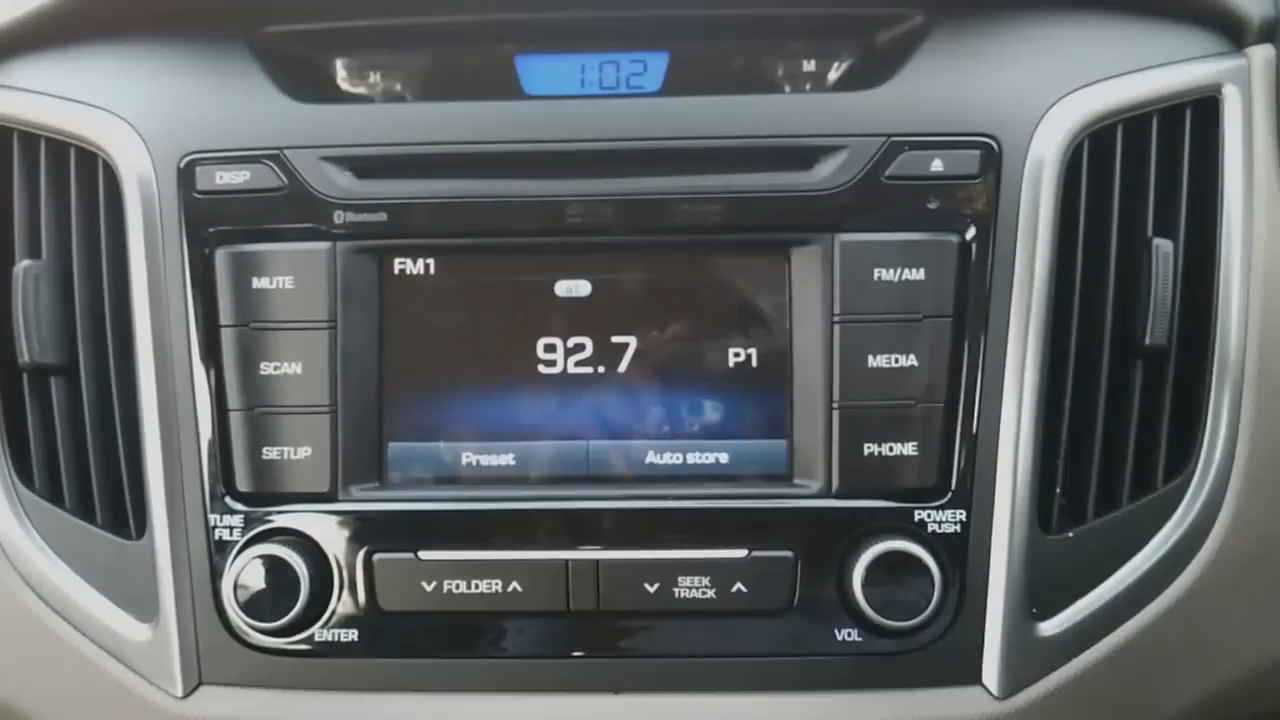 H
1:02
M
DISP
Bluetooth
MUTE
SCAN
SETUP
FM1
92.7
P1
Preset
Auto store
FM/AM
MEDIA
PHONE
TUNE
FILE
ENTER
FOLDER
SEEK
TRACK
POWER
PUSH
VOL